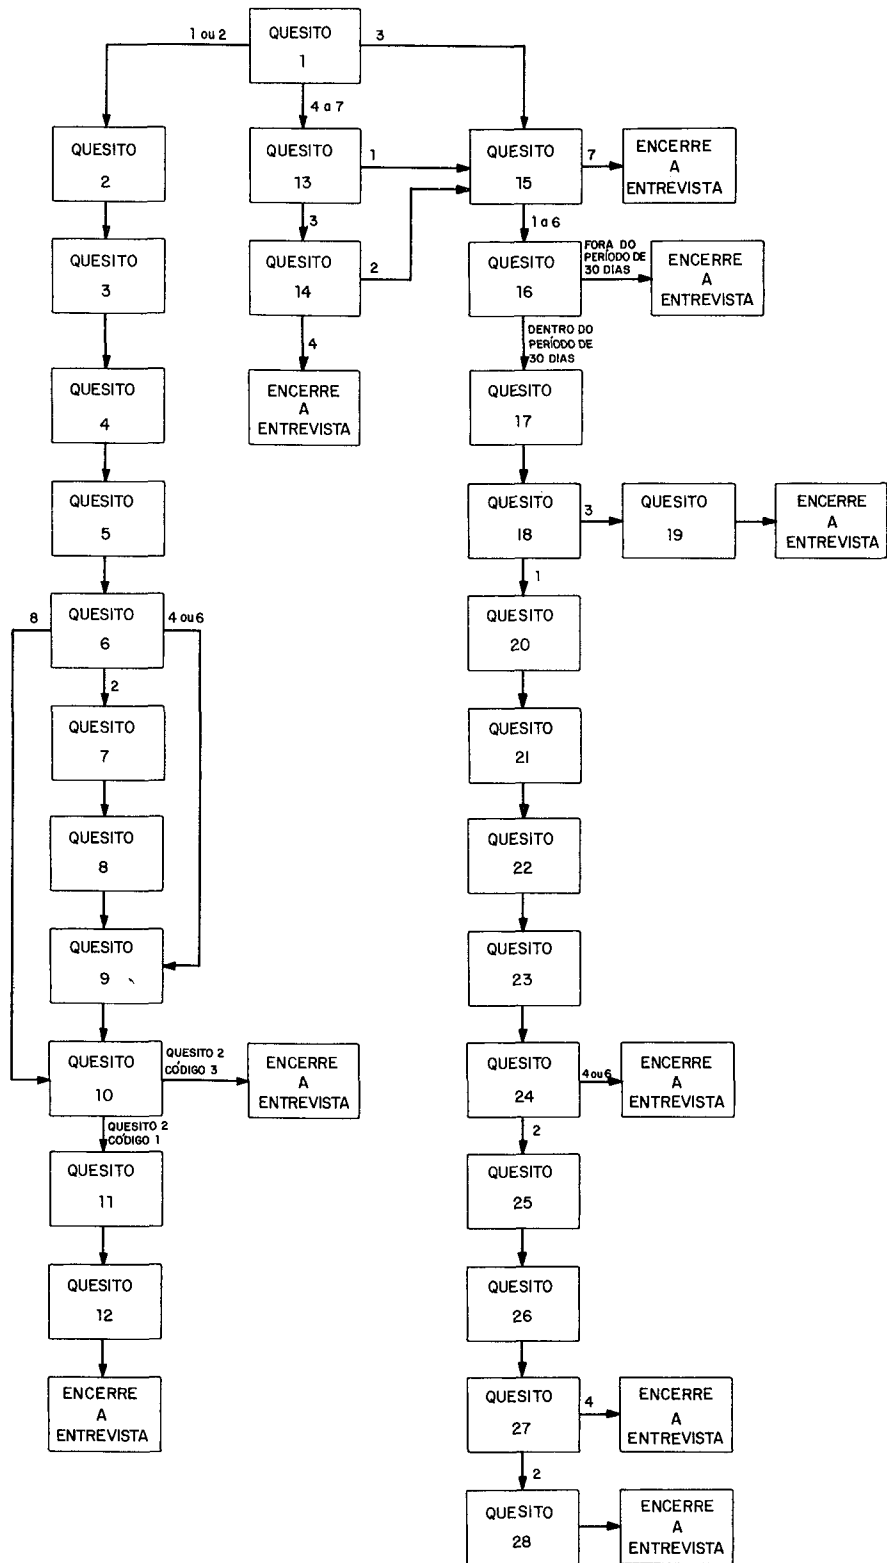 1 ou 2
QUESITO
1
3
4 a 7
QUESITO
2
QUESITO
13
1
QUESITO
15
7
ENCERRE
A
ENTREVISTA
3
1 a 6
QUESITO
3
QUESITO
14
2
QUESITO
16
FORA DO
PERÍODO DE
30 DIAS
ENCERRE
A
ENTREVISTA
4
DENTRO DO
PERÍODO DE
30 DIAS
QUESITO
4
ENCERRE
A
ENTREVISTA
QUESITO
17
QUESITO
5
QUESITO
18
3
QUESITO
19
ENCERRE
A
ENTREVISTA
1
8
QUESITO
6
4 ou 6
QUESITO
20
2
QUESITO
7
QUESITO
21
QUESITO
8
QUESITO
22
QUESITO
9
QUESITO
23
QUESITO
10
QUESITO 2
CÓDIGO 3
ENCERRE
A
ENTREVISTA
QUESITO
24
4 ou 6
ENCERRE
A
ENTREVISTA
QUESITO 2
CÓDIGO 1
2
QUESITO
11
QUESITO
25
QUESITO
12
QUESITO
26
ENCERRE
A
ENTREVISTA
QUESITO
27
4
ENCERRE
A
ENTREVISTA
2
QUESITO
28
ENCERRE
A
ENTREVISTA